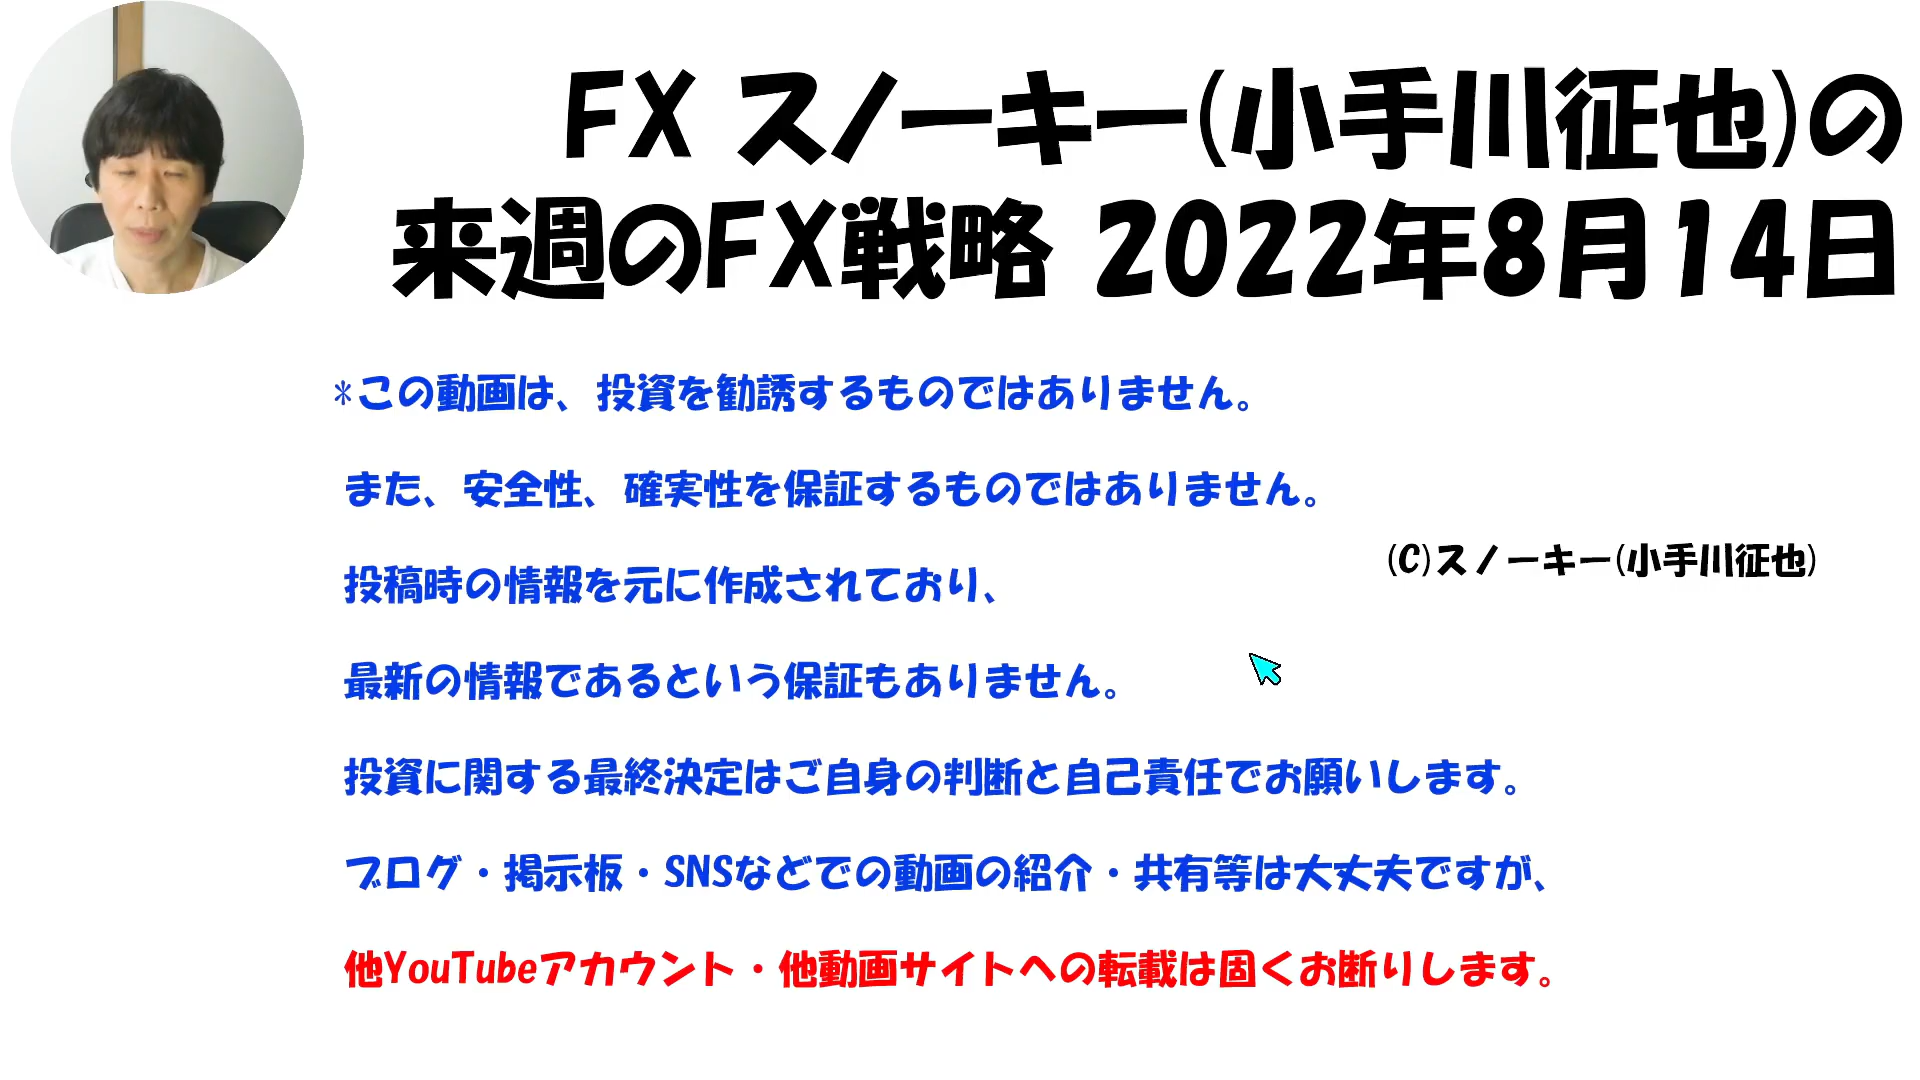 FX スノーキー(小手川征也)の
来週のFX戦略 2022年8月14日
*この動画は、投資を勧誘するものではありません。
また、安全性、確実性を保証するものではありません。
(C)スノーキー(小手川征也)
投稿時の情報を元に作成されており、
最新の情報であるという保証もありません。
投資に関する最終決定はご自身の判断と自己責任でお願いします。
ブログ・掲示板・SNSなどでの動画の紹介・共有等は大丈夫ですが、
他YouTubeアカウント・他動画サイトへの転載は固くお断りします。